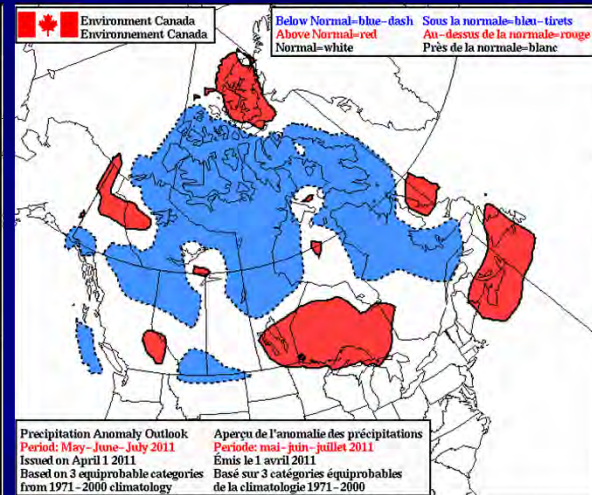 Environment Canada
Environnement Canada
Below Normal=blue-dash Sous la normale=bleu-tirets
Above Normal=red Au-dessus de la normale=rouge
Normal=white Près de la normale=blanc
Precipitation Anomaly Outlook Aperçu de l'anomalie des précipitations
Period: May-June-July 2011 Periode: mai-juin-juillet 2011
Issued on April 1 2011 Émis le 1 avril 2011
Based on 3 equiprobable categories Basé sur 3 catégories équiprobables
from 1971-2000 climatology de la climatologie 1971-2000